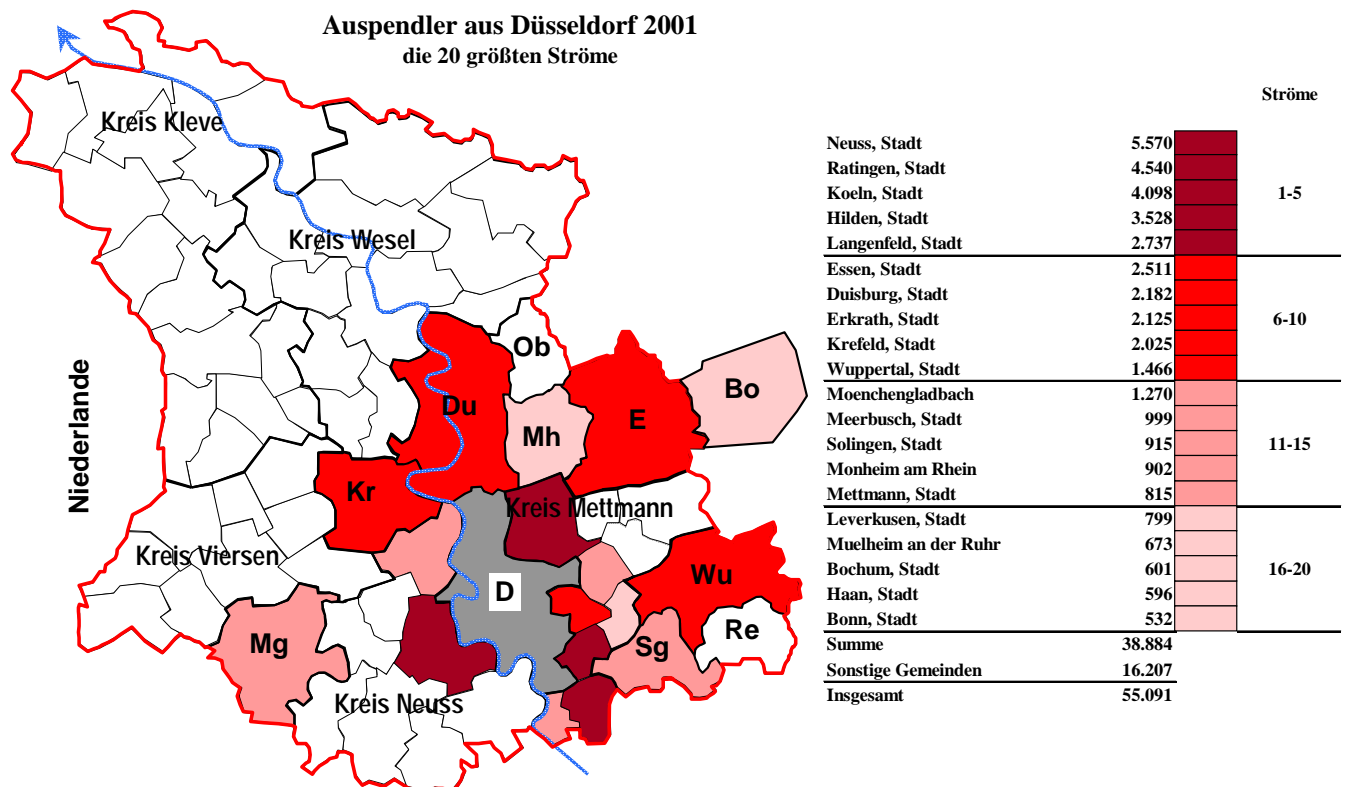 Auspendler aus Düsseldorf 2001
die 20 größten Ströme
Kreis Kleve
Kreis Wesel
Niederlande
Ob
Du
Mh
E
Bo
Kr
Kreis Mettmann
Kreis Viersen
D
Wu
Mg
Sg
Re
Kreis Neuss
Ströme
Neuss, Stadt 5.570
Ratingen, Stadt 4.540
Koeln, Stadt 4.098 1-5
Hilden, Stadt 3.528
Langenfeld, Stadt 2.737
Essen, Stadt 2.511
Duisburg, Stadt 2.182
Erkrath, Stadt 2.125 6-10
Krefeld, Stadt 2.025
Wuppertal, Stadt 1.466
Moenchengladbach 1.270
Meerbusch, Stadt 999
Solingen, Stadt 915 11-15
Monheim am Rhein 902
Mettmann, Stadt 815
Leverkusen, Stadt 799
Muelheim an der Ruhr 673
Bochum, Stadt 601 16-20
Haan, Stadt 596
Bonn, Stadt 532
Summe 38.884
Sonstige Gemeinden 16.207
Insgesamt 55.091